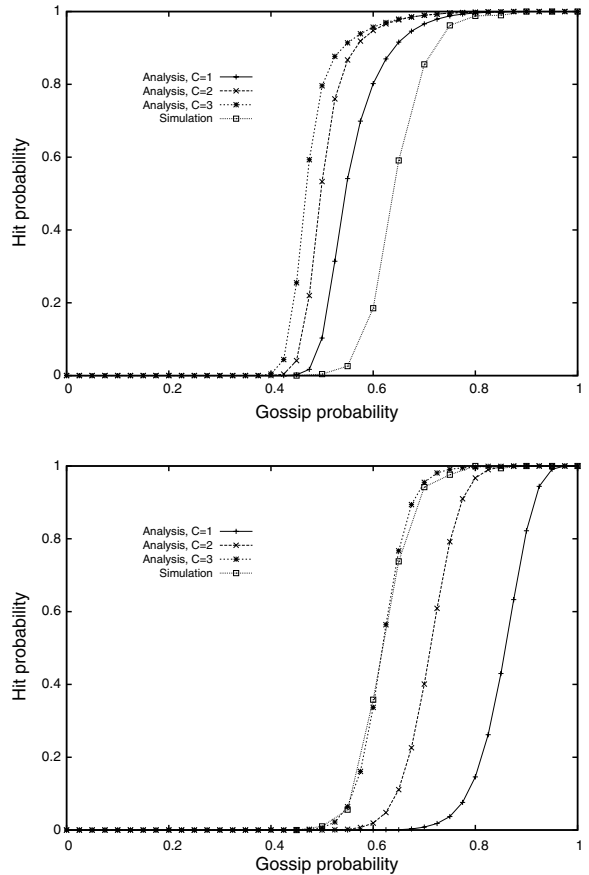 1
0.8
0.6
0.4
0.2
0
Hit probability
Analysis, C=1
Analysis, C=2
Analysis, C=3
Simulation
0 0.2 0.4 0.6 0.8 1
Gossip probability
1
0.8
0.6
0.4
0.2
0
Hit probability
Analysis, C=1
Analysis, C=2
Analysis, C=3
Simulation
0 0.2 0.4 0.6 0.8 1
Gossip probability